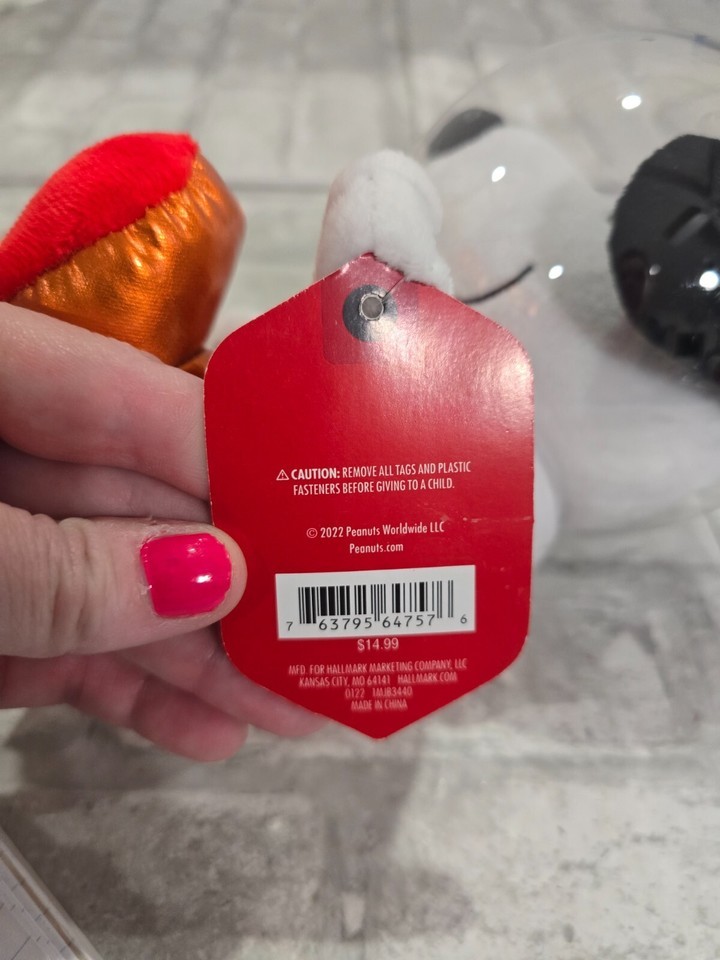 ⚠ CAUTION: REMOVE ALL TAGS AND PLASTIC
FASTENERS BEFORE GIVING TO A CHILD.
© 2022 Peanuts Worldwide LLC
Peanuts.com
7 63795 64757 6
$14.99
MFD. FOR HALLMARK MARKETING COMPANY, LLC
KANSAS CITY, MO 64141 HALLMARK.COM
0122 1MJB3440
MADE IN CHINA